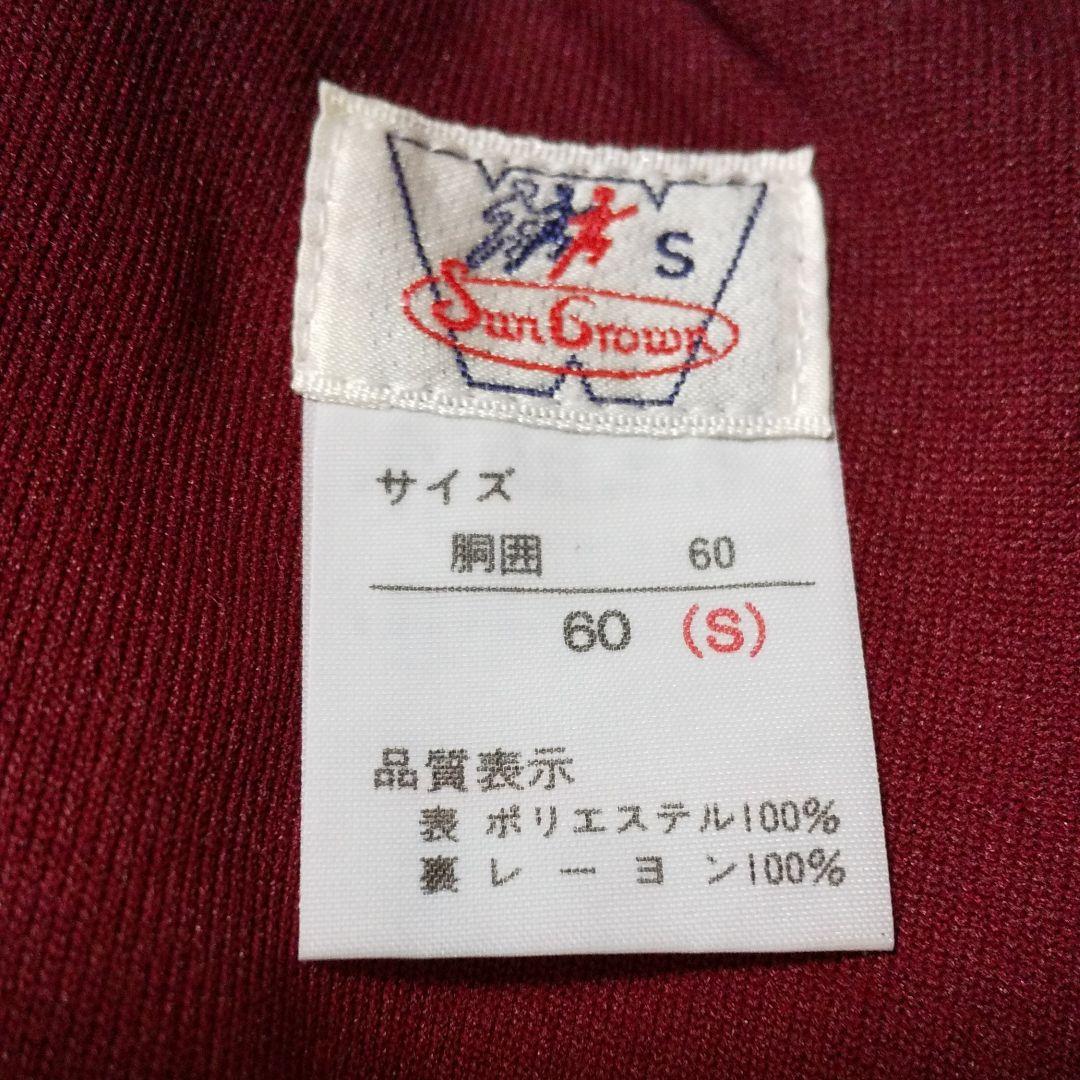 S
Sun Grown
サイズ
胴囲 60
60 (S)
品質表示
表 ポリエステル100%
裏 レーヨン100%